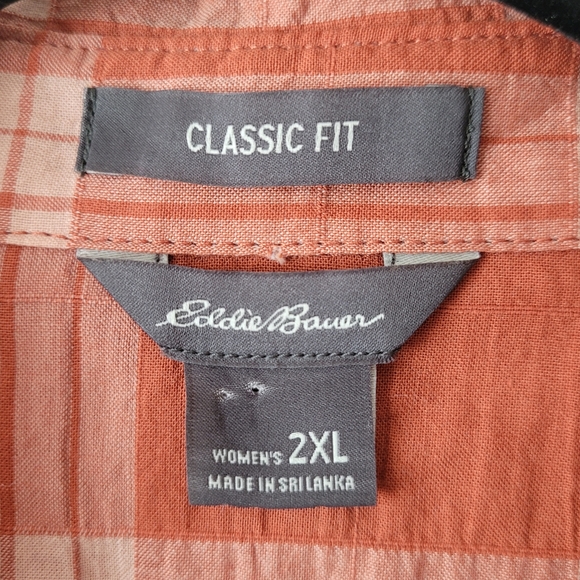 CLASSIC FIT
Eddie Bauer
WOMEN'S 2XL
MADE IN SRI LANKA